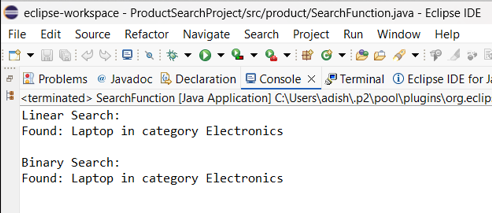 eclipse-workspace - ProductSearchProject/src/product/SearchFunction.java - Eclipse IDE
File Edit Source Refactor Navigate Search Project Run Window Help
Problems @ Javadoc Declaration Console × Terminal Eclipse IDE for Ja
<terminated> SearchFunction [Java Application] C:\Users\adish\.p2\pool\plugins\org.eclip
Linear Search:
Found: Laptop in category Electronics
Binary Search:
Found: Laptop in category Electronics